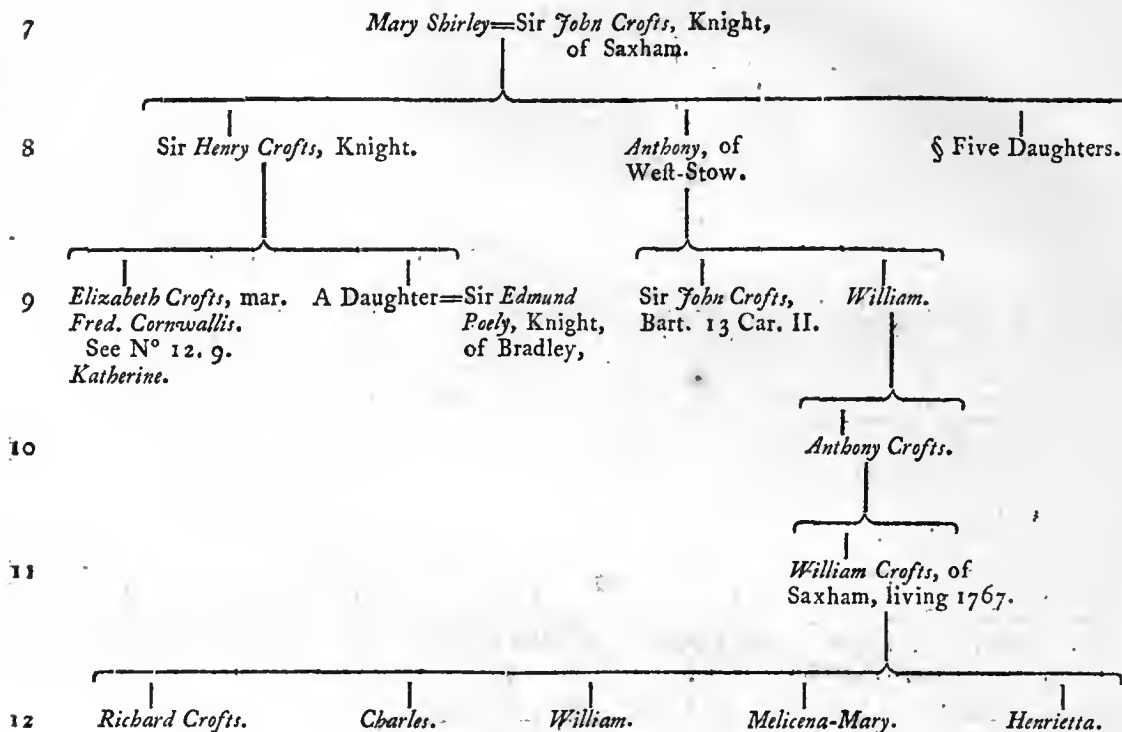 7 Mary Shirley=Sir John Crofts, Knight,
of Saxham.
8 Sir Henry Crofts, Knight. Anthony, of § Five Daughters.
Weſt-Stow.
9 Elizabeth Crofts, mar. A Daughter=Sir Edmund Sir John Crofts, William.
Fred. Cornwallis. Poely, Knight, Bart. 13 Car. II.
See N° 12. 9. of Bradley,
Katherine.
10 Anthony Crofts.
11 William Crofts, of
Saxham, living 1767.
12 Richard Crofts. Charles. William. Melicena-Mary. Henrietta.